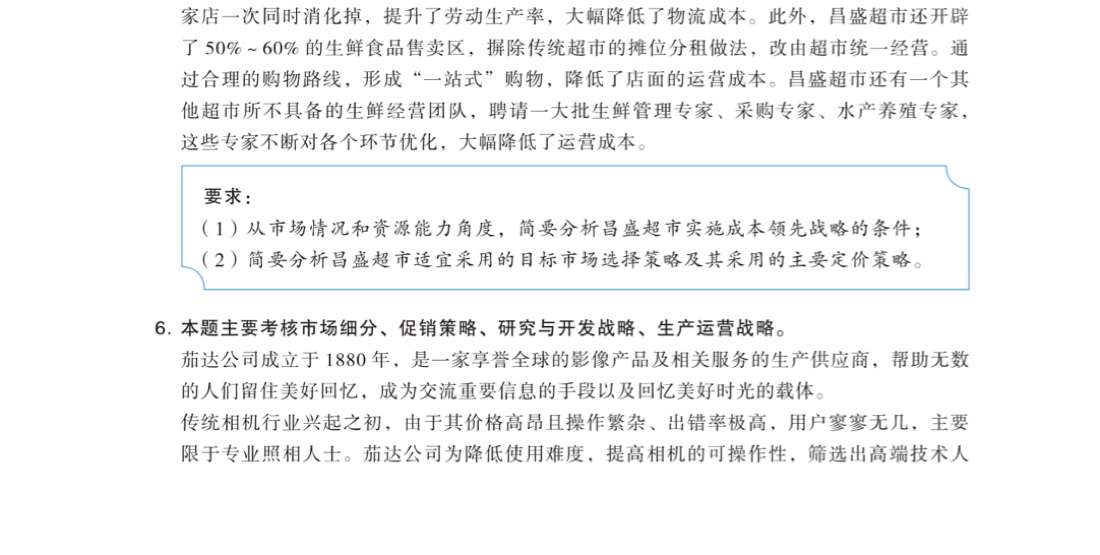 家店一次同时消化掉，提升了劳动生产率，大幅降低了物流成本。此外，昌盛超市还开辟
了 50% ~ 60% 的生鲜食品售卖区，摒除传统超市的摊位分租做法，改由超市统一经营。通
过合理的购物路线，形成“一站式”购物，降低了店面的运营成本。昌盛超市还有一个其
他超市所不具备的生鲜经营团队，聘请一大批生鲜管理专家、采购专家、水产养殖专家，
这些专家不断对各个环节优化，大幅降低了运营成本。
要求：
（1）从市场情况和资源能力角度，简要分析昌盛超市实施成本领先战略的条件；
（2）简要分析昌盛超市适宜采用的目标市场选择策略及其采用的主要定价策略。
6. 本题主要考核市场细分、促销策略、研究与开发战略、生产运营战略。
茄达公司成立于 1880 年，是一家享誉全球的影像产品及相关服务的生产供应商，帮助无数
的人们留住美好回忆，成为交流重要信息的手段以及回忆美好时光的载体。
传统相机行业兴起之初，由于其价格高昂且操作繁杂、出错率极高，用户寥寥无几，主要
限于专业照相人士。茄达公司为降低使用难度，提高相机的可操作性，筛选出高端技术人